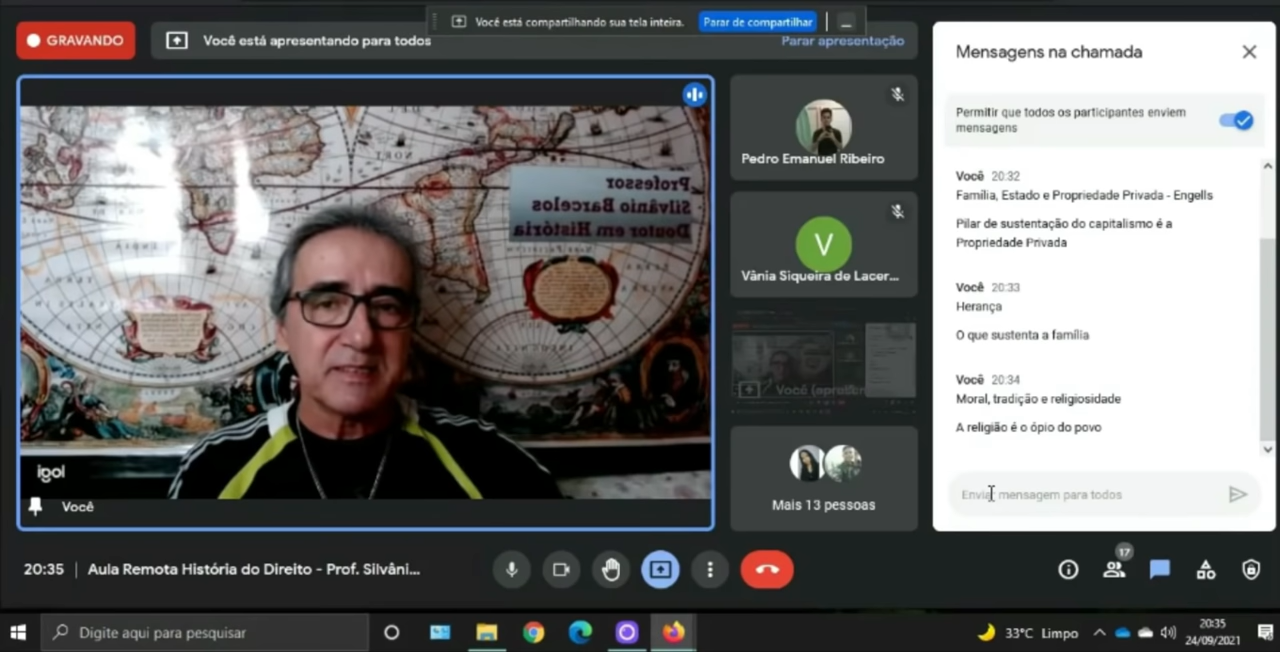 Você está compartilhando sua tela inteira.
Parar de compartilhar
GRAVANDO
Você está apresentando para todos
Parar apresentação
Professor
Silvânio Barcelos
Doutor em História
igol
Você
Pedro Emanuel Ribeiro
V
Vânia Siqueira de Lacer...
Mais 13 pessoas
Mensagens na chamada
Permitir que todos os participantes enviem
mensagens
Você 20:32
Família, Estado e Propriedade Privada - Engells
Pilar de sustentação do capitalismo é a
Propriedade Privada
Você 20:33
Herança
O que sustenta a família
Você 20:34
Moral, tradição e religiosidade
A religião é o ópio do povo
Enviar mensagem para todos
20:35 | Aula Remota História do Direito - Prof. Silvâni...
17
Digite aqui para pesquisar
33°C Limpo
20:35
24/09/2021